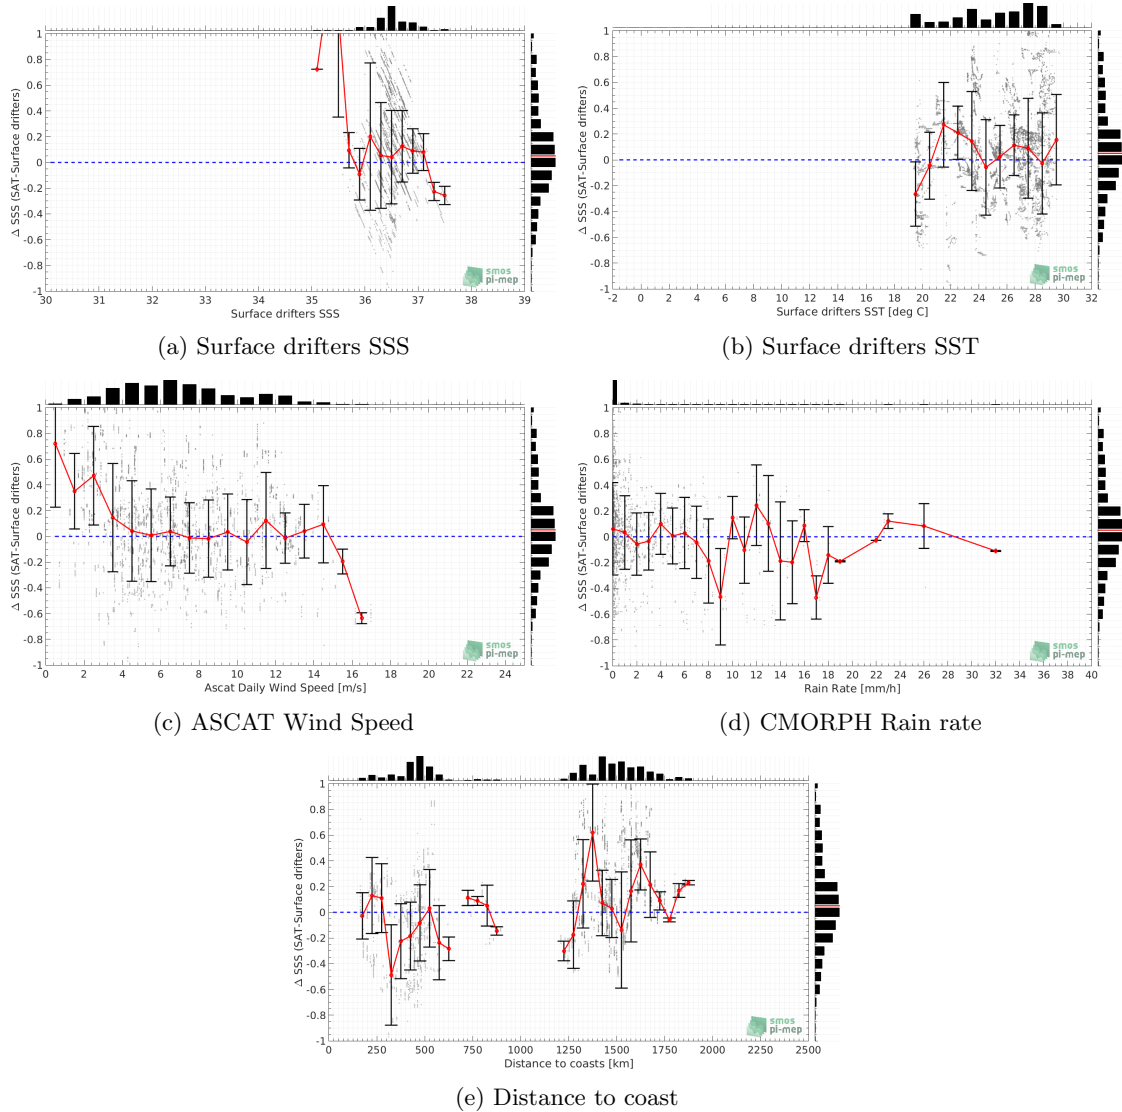 Δ SSS (SAT-Surface drifters)
1
0.8
0.6
0.4
0.2
0
-0.2
-0.4
-0.6
-0.8
-1
30 31 32 33 34 35 36 37 38 39
Surface drifters SSS
smos
pi-mep
(a) Surface drifters SSS
Δ SSS (SAT-Surface drifters)
1
0.8
0.6
0.4
0.2
0
-0.2
-0.4
-0.6
-0.8
-1
-2 0 2 4 6 8 10 12 14 16 18 20 22 24 26 28 30 32
Surface drifters SST [deg C]
smos
pi-mep
(b) Surface drifters SST
Δ SSS (SAT-Surface drifters)
1
0.8
0.6
0.4
0.2
0
-0.2
-0.4
-0.6
-0.8
-1
0 2 4 6 8 10 12 14 16 18 20 22 24
Ascat Daily Wind Speed [m/s]
smos
pi-mep
(c) ASCAT Wind Speed
Δ SSS (SAT-Surface drifters)
1
0.8
0.6
0.4
0.2
0
-0.2
-0.4
-0.6
-0.8
-1
0 2 4 6 8 10 12 14 16 18 20 22 24 26 28 30 32 34 36 38 40
Rain Rate [mm/h]
smos
pi-mep
(d) CMORPH Rain rate
Δ SSS (SAT-Surface drifters)
1
0.8
0.6
0.4
0.2
0
-0.2
-0.4
-0.6
-0.8
-1
0 250 500 750 1000 1250 1500 1750 2000 2250 2500
Distance to coasts [km]
smos
pi-mep
(e) Distance to coast